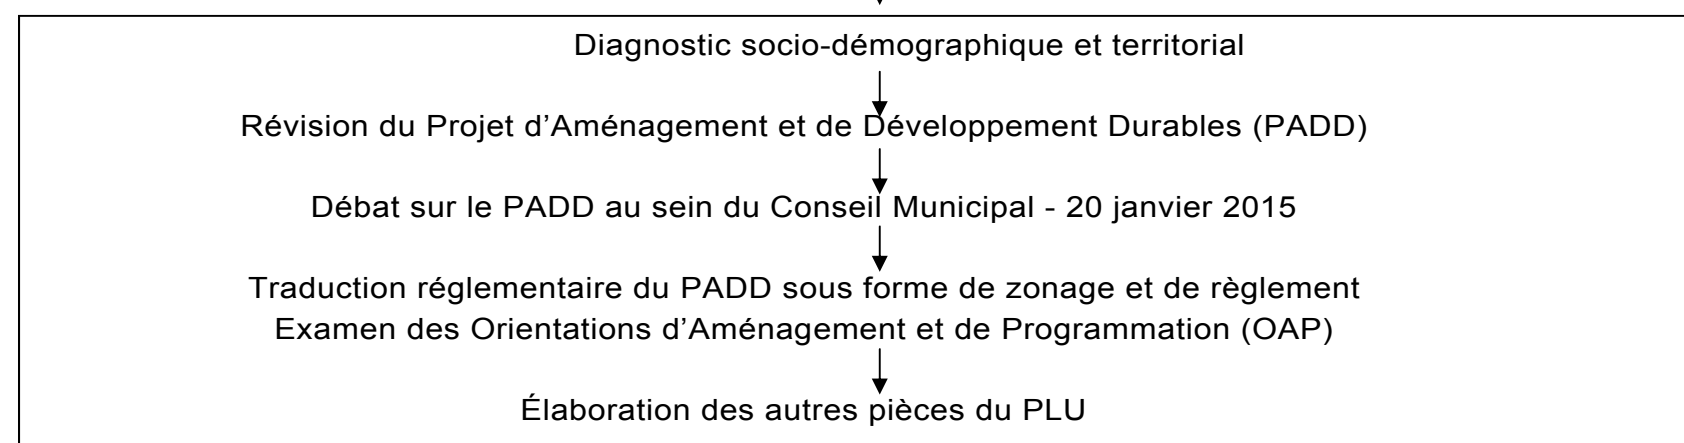 Diagnostic socio-démographique et territorial
Révision du Projet d’Aménagement et de Développement Durables (PADD)
Débat sur le PADD au sein du Conseil Municipal - 20 janvier 2015
Traduction réglementaire du PADD sous forme de zonage et de règlement
Examen des Orientations d’Aménagement et de Programmation (OAP)
Élaboration des autres pièces du PLU